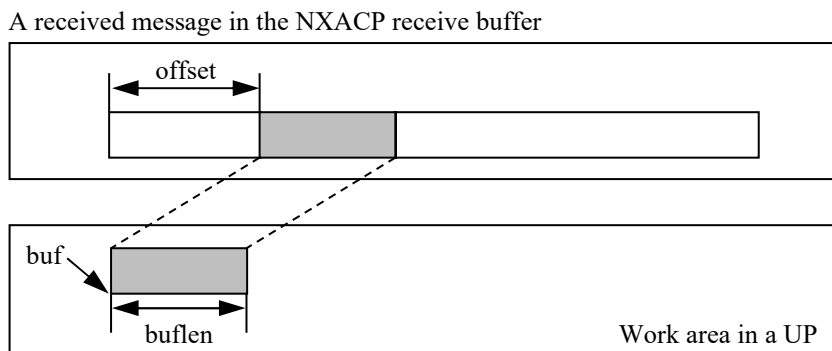 A received message in the NXACP receive buffer
offset
buf
buflen
Work area in a UP